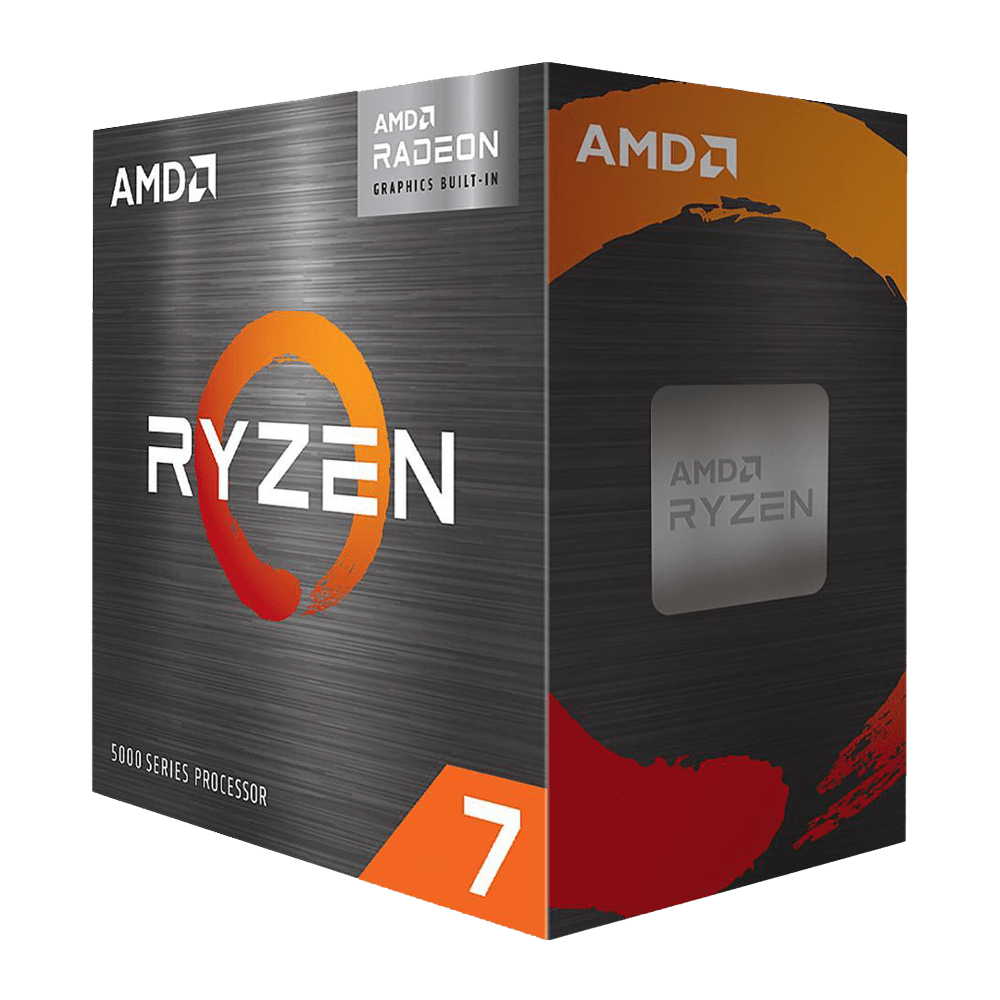 AMD
AMD
RADEON
GRAPHICS BUILT-IN
RYZEN
5000 SERIES PROCESSOR
7
AMD
AMD
RYZEN